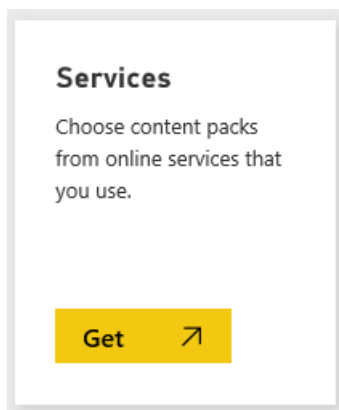 Services
Choose content packs
from online services that
you use.
Get